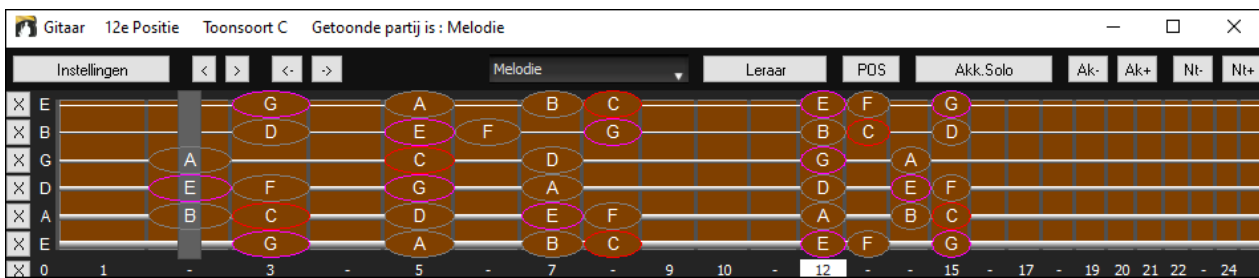 Gitaar 12e Positie Toonsoort C Getoonde partij is : Melodie
Instellingen < > <- -> Melodie Leraar POS Akk.Solo Ak- Ak+ Nt- Nt+
X E G A B C E F G
X B D E F G B C D
X G A C D G A
X D E F G A D E F
X A B C D E F A B C
X E G A B C E F G
X 0 1 - 3 - 5 - 7 - 9 10 - 12 - - 15 - 17 - 19 20 21 22 - 24